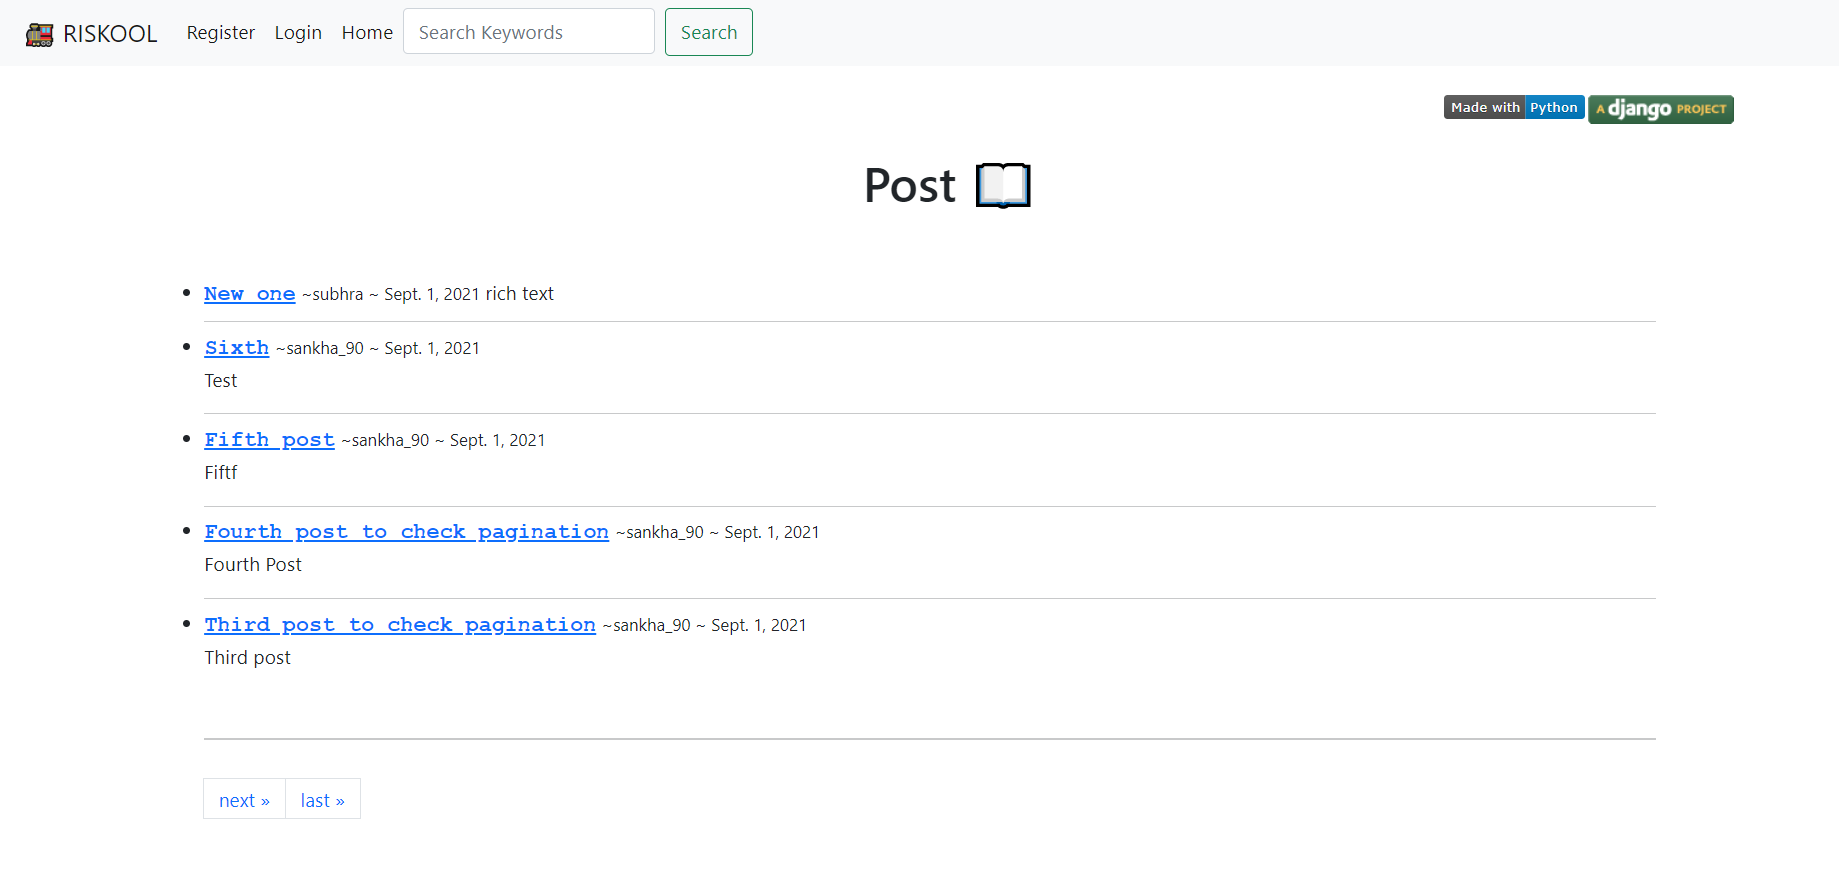 RISKOOL Register Login Home Search Keywords Search
Made with Python A django PROJECT
Post
New one ~subhra ~ Sept. 1, 2021 rich text
Sixth ~sankha_90 ~ Sept. 1, 2021
Test
Fifth post ~sankha_90 ~ Sept. 1, 2021
Fiftf
Fourth post to check pagination ~sankha_90 ~ Sept. 1, 2021
Fourth Post
Third post to check pagination ~sankha_90 ~ Sept. 1, 2021
Third post
next » last »